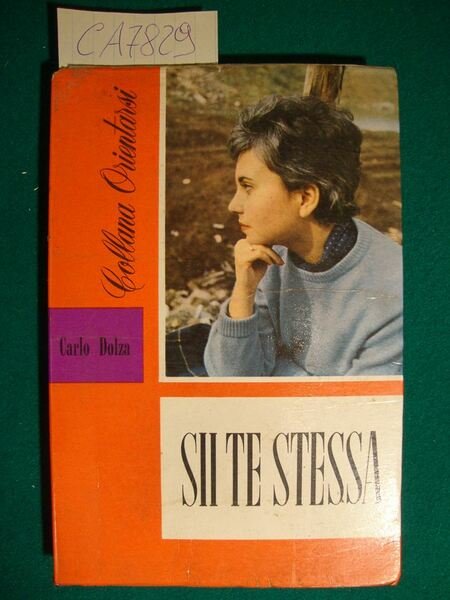 CA7829
Collana Orientarsi
Carlo Dolza
SII TE STESSA